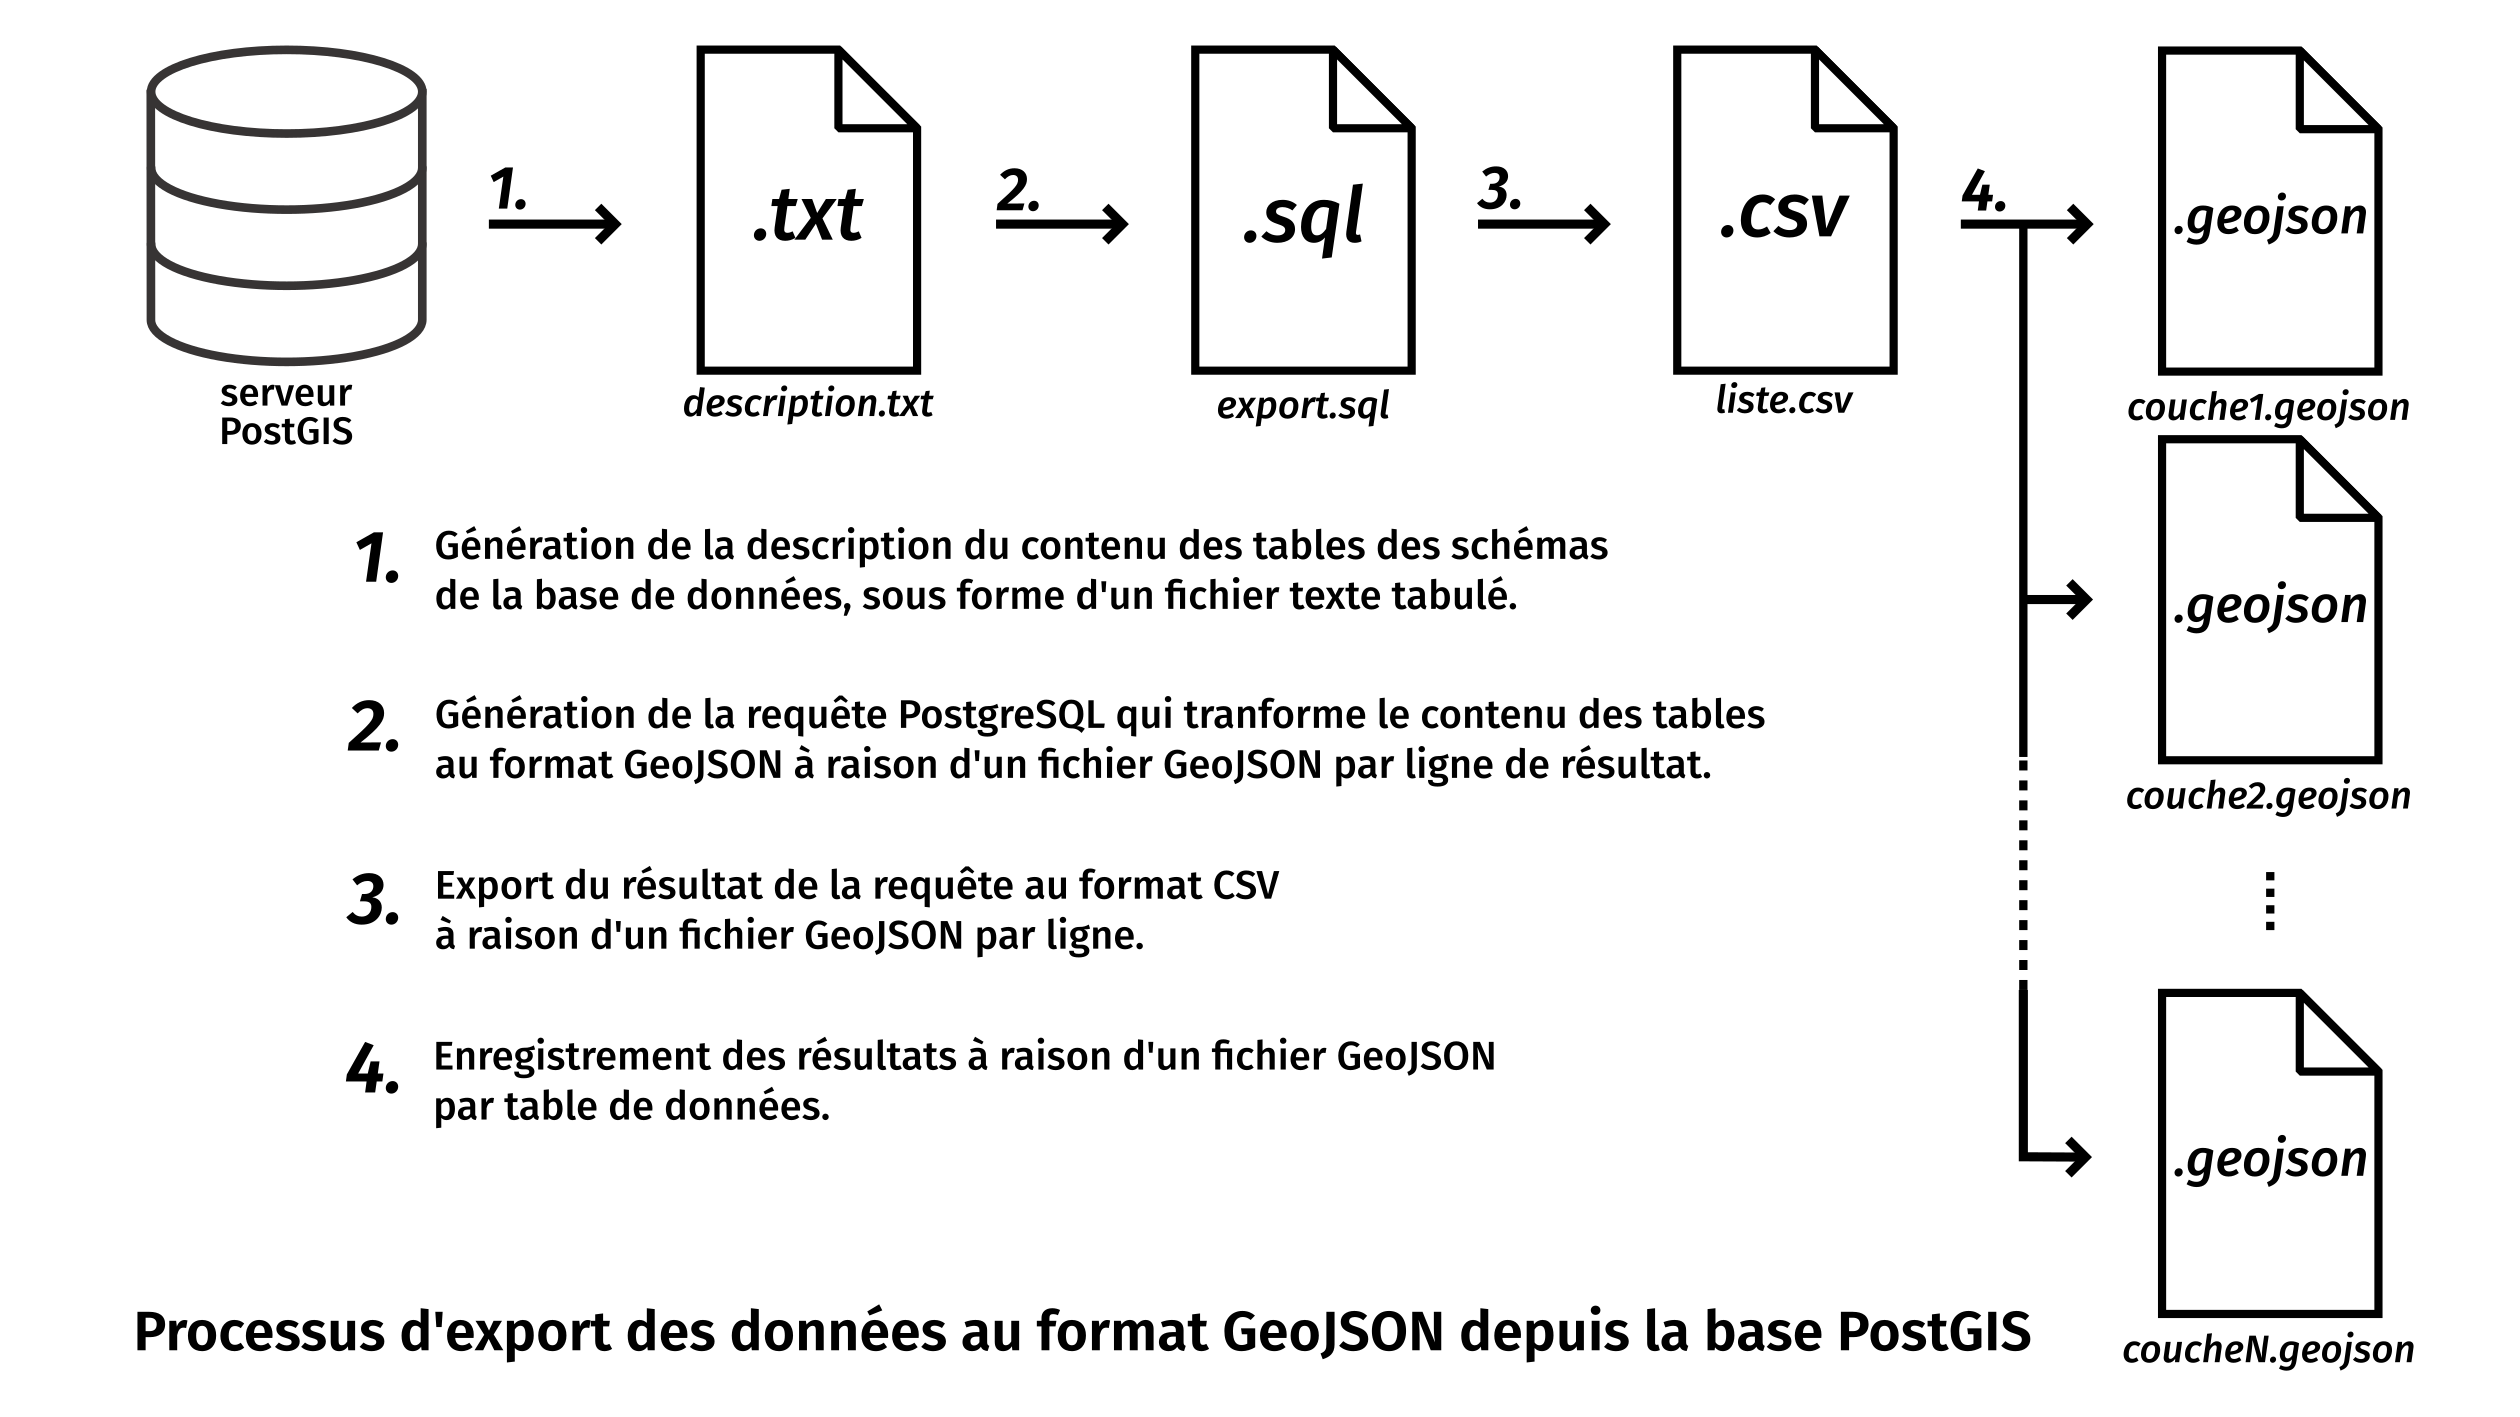 1.
.txt
2.
.sql
3.
.csv
4.
.geojson
Serveur
PostGIS
description.txt
export.sql
liste.csv
couche1.geojson
1.
Génération de la description du contenu des tables des schémas
de la base de données, sous forme d'un fichier texte tabulé.
.geojson
2.
Génération de la requête PostgreSQL qui transforme le contenu des tables
au format GeoJSON à raison d'un fichier GeoJSON par ligne de résultat.
couche2.geojson
3.
Export du résultat de la requête au format CSV
à raison d'un fichier GeoJSON par ligne.
4.
Enregistrement des résultats à raison d'un fichier GeoJSON
par table de données.
.geojson
coucheN.geojson
Processus d'export des données au format GeoJSON depuis la base PostGIS